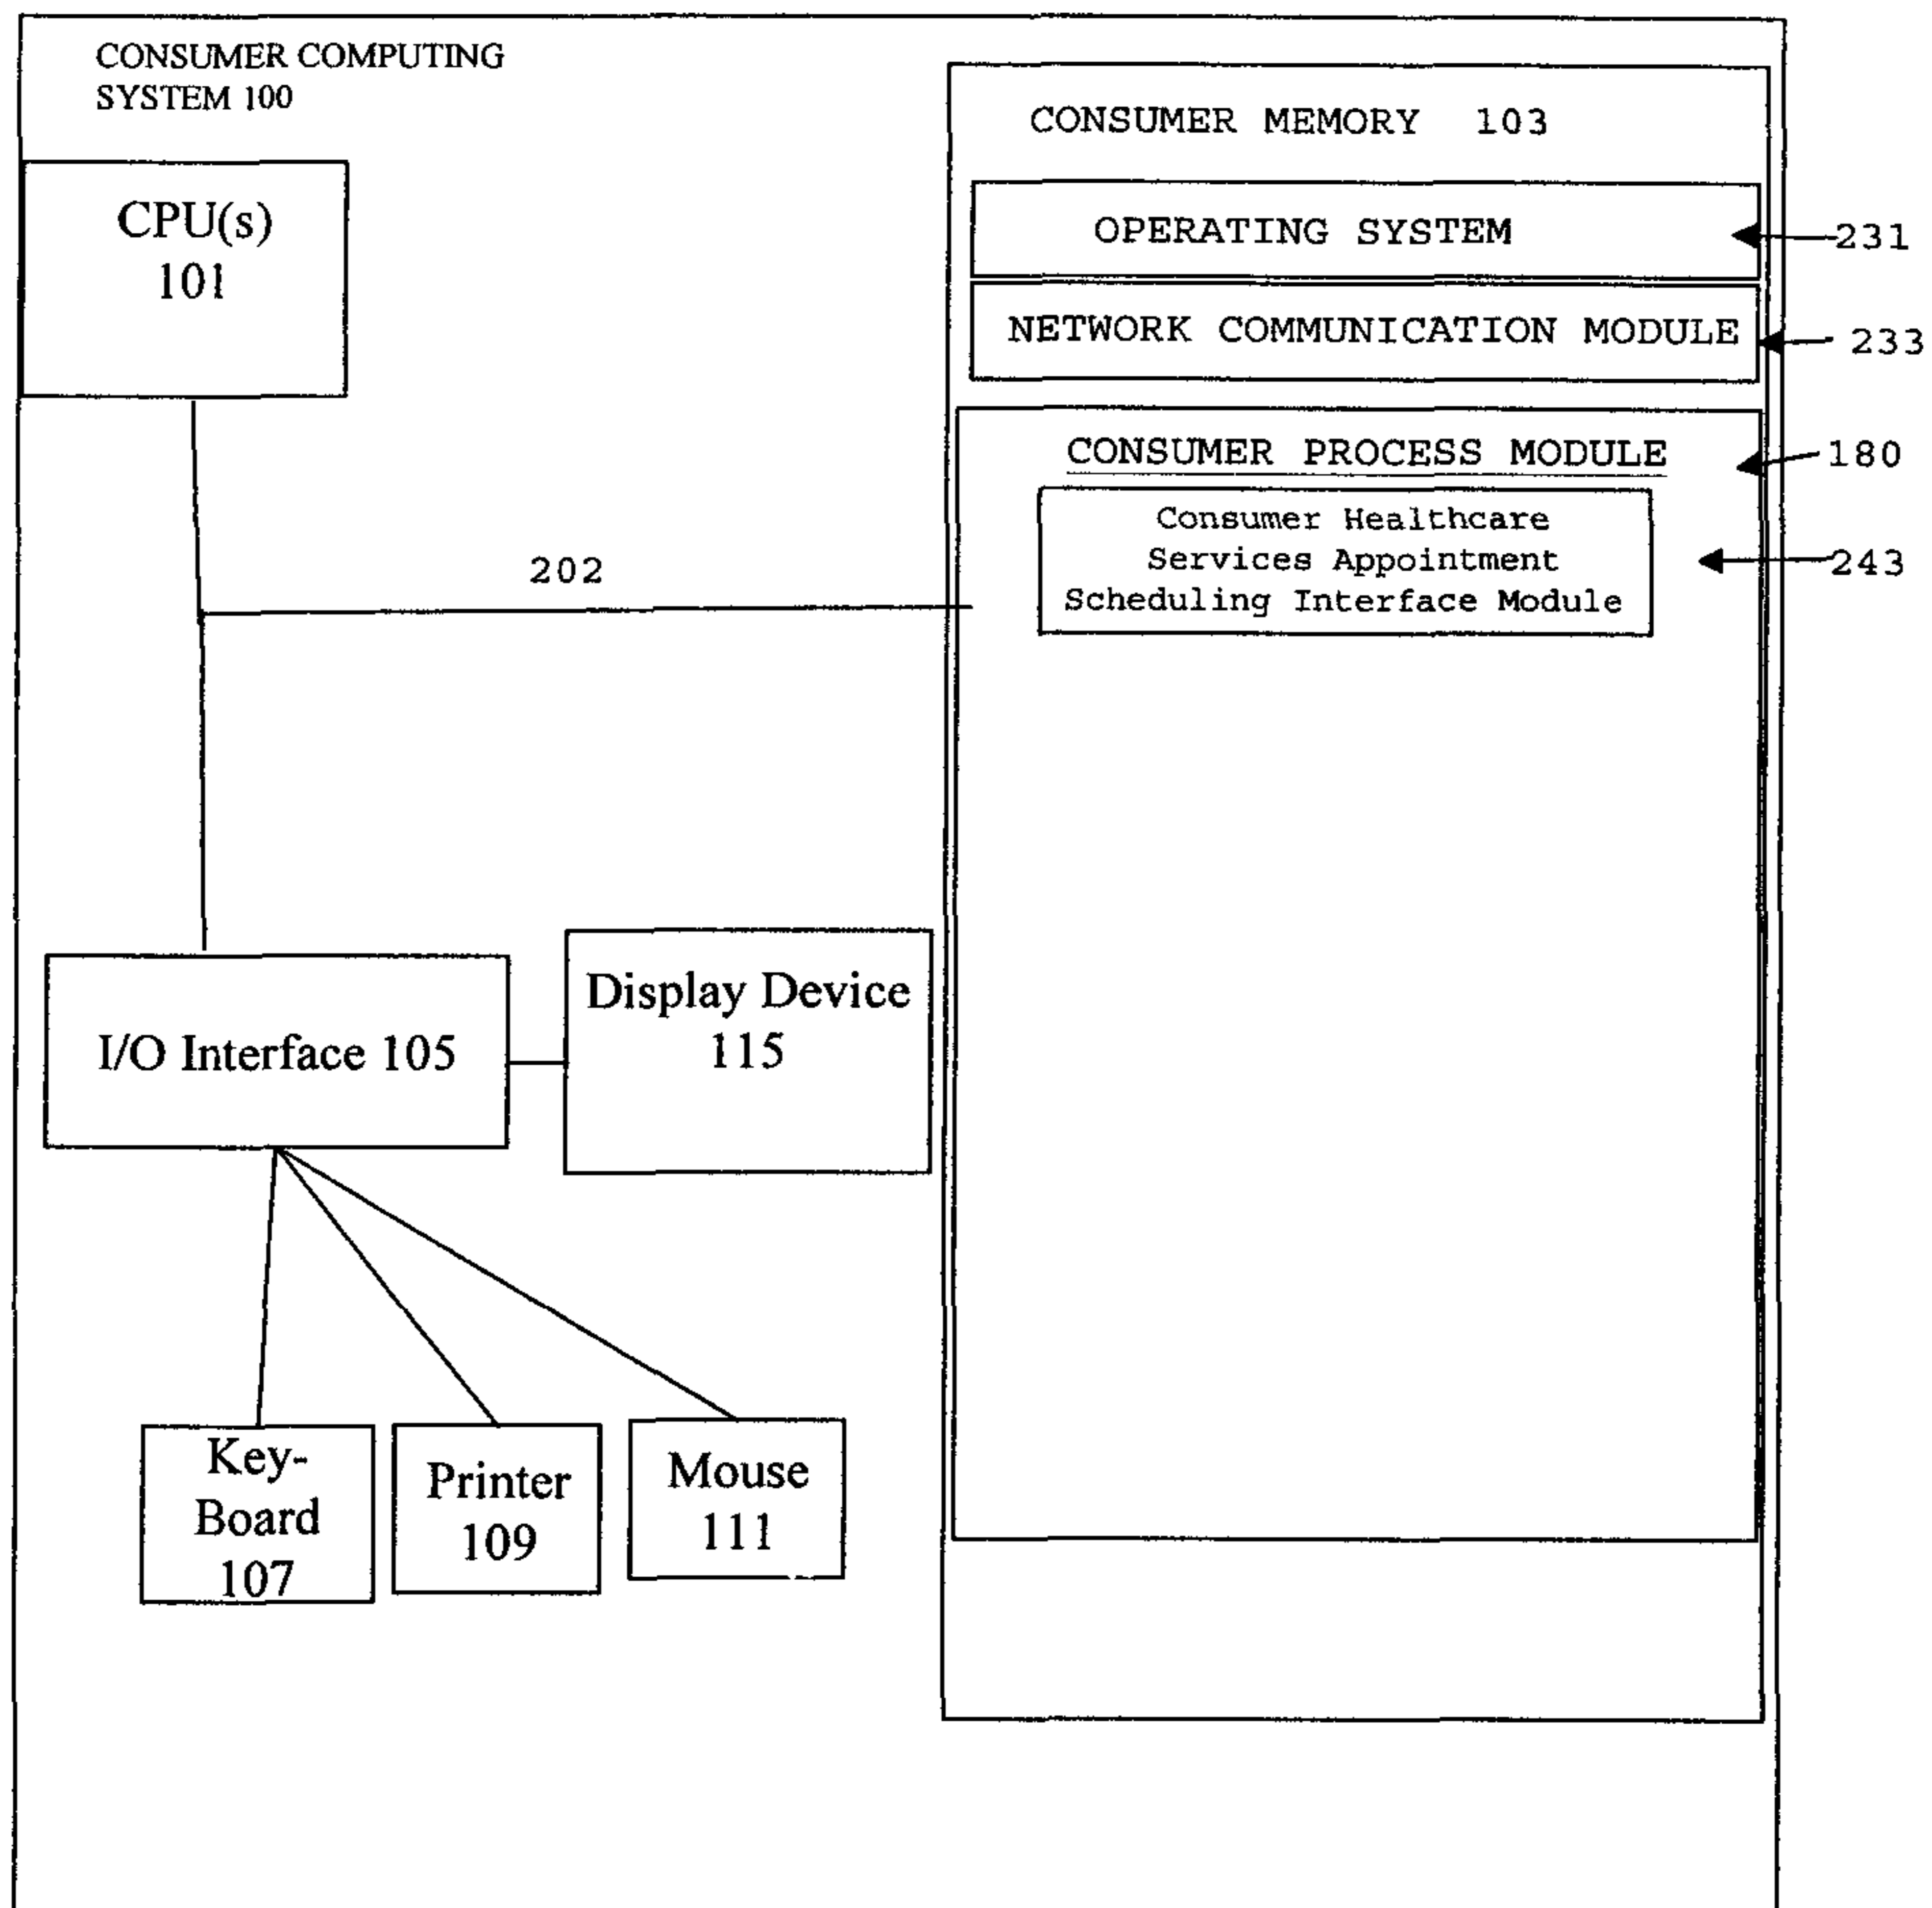 CONSUMER COMPUTING
SYSTEM 100
CPU(s)
101
CONSUMER MEMORY 103
OPERATING SYSTEM
231
NETWORK COMMUNICATION MODULE
233
CONSUMER PROCESS MODULE
180
Consumer Healthcare
Services Appointment
Scheduling Interface Module
243
202
I/O Interface 105
Display Device
115
Key-
Board
107
Printer
109
Mouse
111